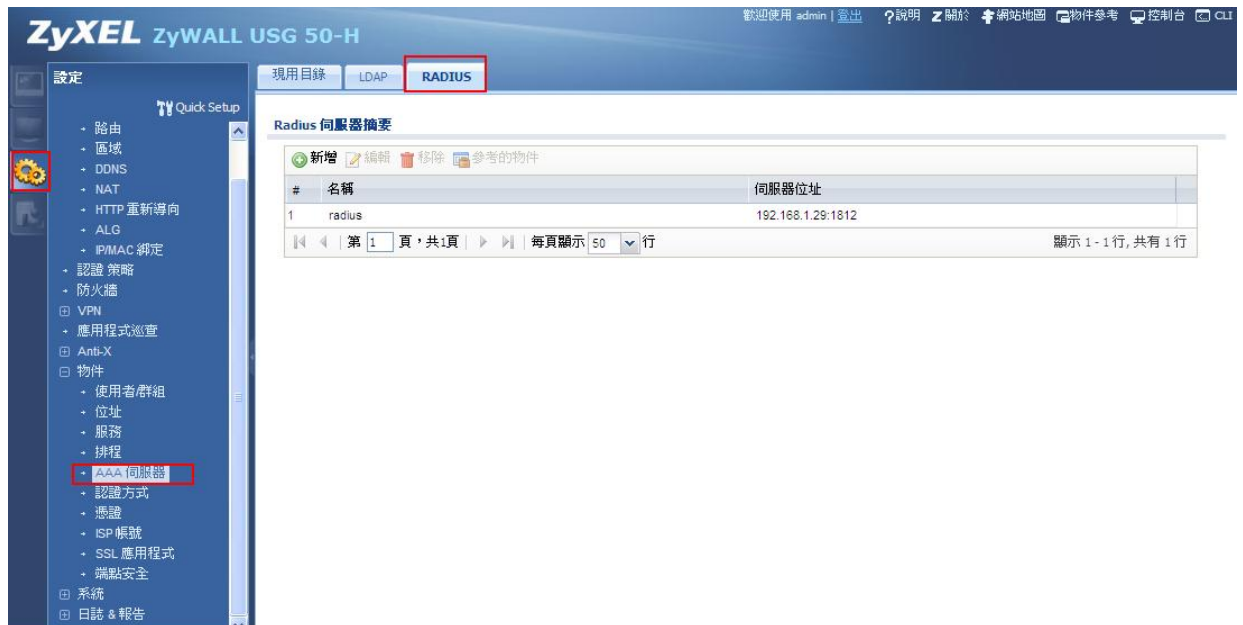 歡迎使用 admin | 登出 ?說明 Z 關於 網站地圖 物件參考 控制台 CLI
ZyXEL ZyWALL USG 50-H
設定
Quick Setup
路由
區域
DDNS
NAT
HTTP 重新導向
ALG
IP/MAC 綁定
認證 策略
防火牆
VPN
應用程式巡查
Anti-X
物件
使用者/群組
位址
服務
排程
AAA 伺服器
認證方式
憑證
ISP 帳號
SSL 應用程式
端點安全
系統
日誌 & 報告
現用目錄 LDAP RADIUS
Radius 伺服器摘要
新增 編輯 移除 參考的物件
# 名稱 伺服器位址
1 radius 192.168.1.29:1812
第 1 頁,共1頁 每頁顯示 50 行 顯示 1 - 1 行, 共有 1 行